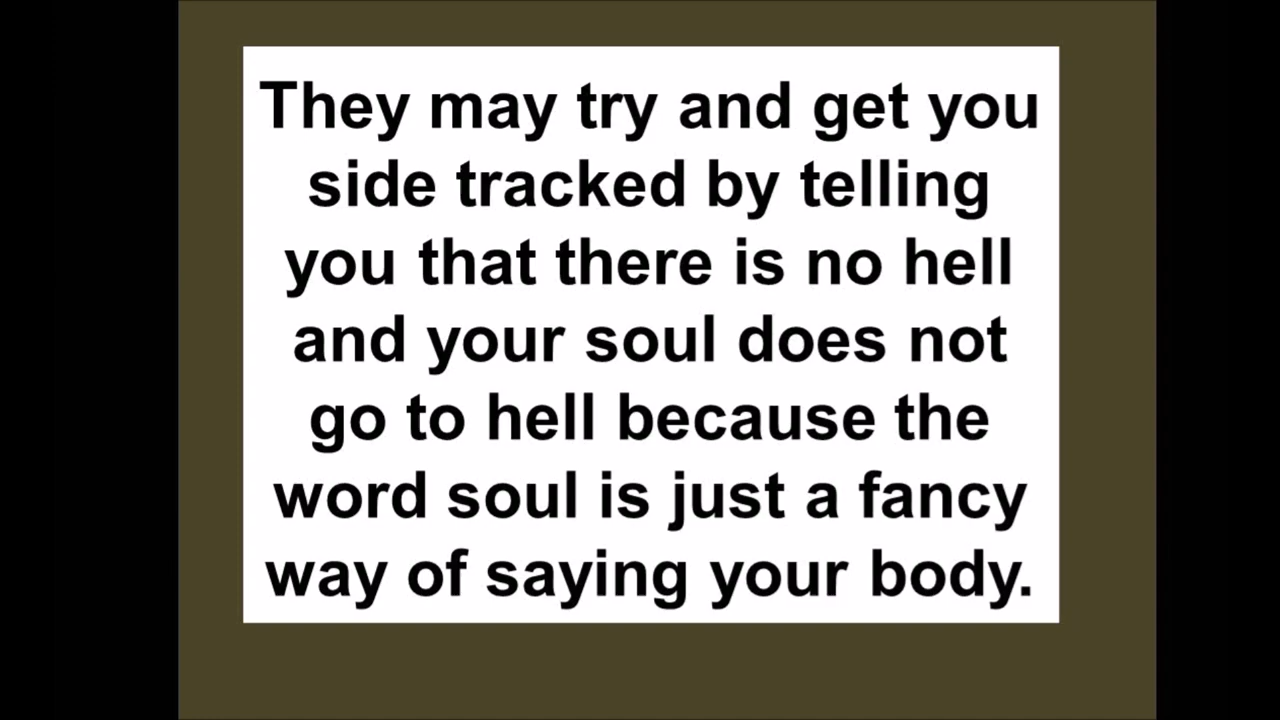 They may try and get you
side tracked by telling
you that there is no hell
and your soul does not
go to hell because the
word soul is just a fancy
way of saying your body.